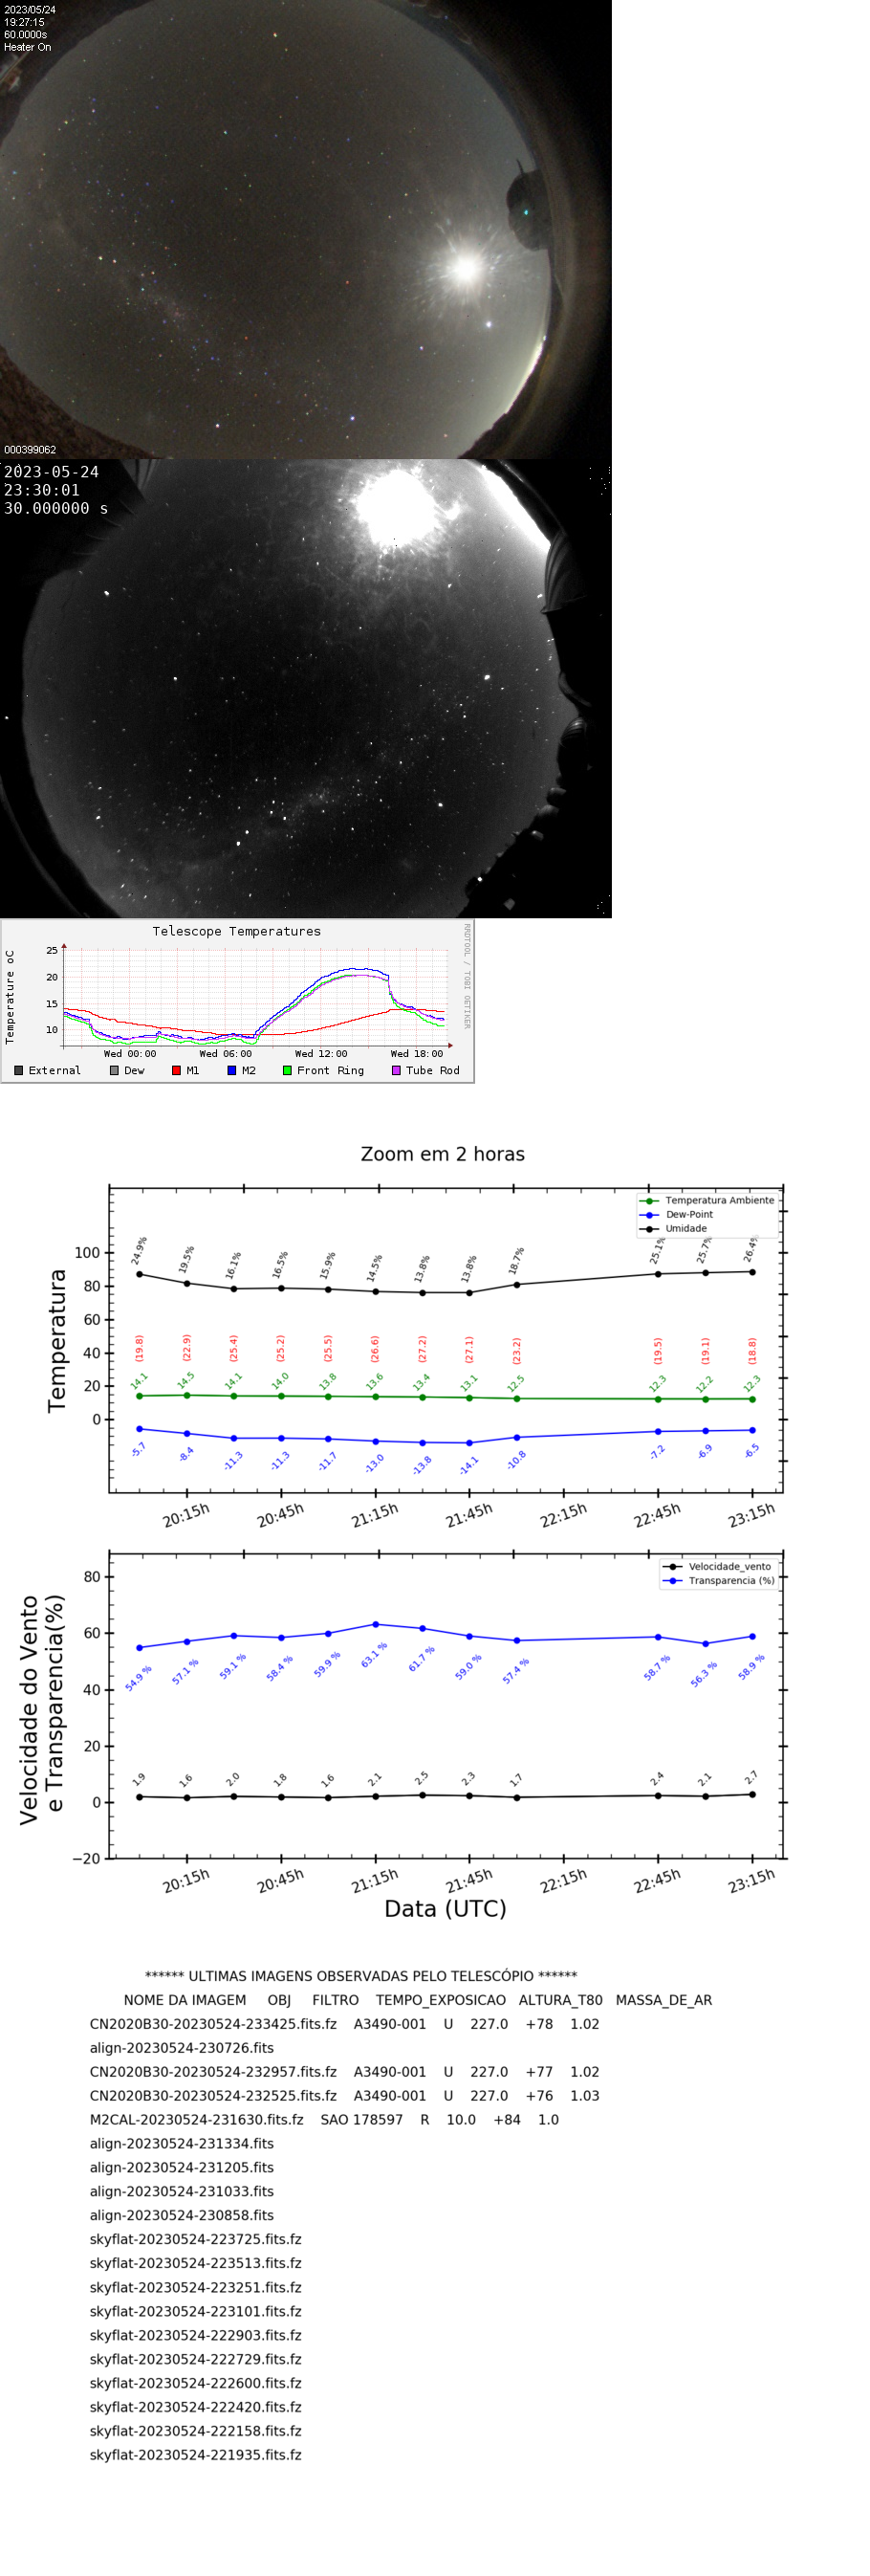 2023/05/24
19:27:15
60.0000s
Heater On
000399062
2023-05-24
23:30:01
30.000000 s
Telescope Temperatures
RRDTOOL / TOBI OETIKER
Temperature oC
25
20
15
10
Wed 00:00 Wed 06:00 Wed 12:00 Wed 18:00
External Dew M1 M2 Front Ring Tube Rod
Zoom em 2 horas
Temperatura Ambiente
Dew-Point
Umidade
Temperatura
100
80
60
40
20
0
24.9% 19.5% 16.1% 16.5% 15.9% 14.5% 13.8% 13.8% 18.7% 25.1% 25.7% 26.4%
(19.8) (22.9) (25.4) (25.2) (25.5) (26.6) (27.2) (27.1) (23.2) (19.5) (19.1) (18.8)
14.1 14.5 14.1 14.0 13.8 13.6 13.4 13.1 12.5 12.3 12.2 12.3
-5.7 -8.4 -11.3 -11.3 -11.7 -13.0 -13.8 -14.1 -10.8 -7.2 -6.9 -6.5
20:15h 20:45h 21:15h 21:45h 22:15h 22:45h 23:15h
Velocidade_vento
Transparencia (%)
Velocidade do Vento
e Transparencia(%)
80
60
40
20
0
−20
54.9 % 57.1 % 59.1 % 58.4 % 59.9 % 63.1 % 61.7 % 59.0 % 57.4 % 58.7 % 56.3 % 58.9 %
1.9 1.6 2.0 1.8 1.6 2.1 2.5 2.3 1.7 2.4 2.1 2.7
20:15h 20:45h 21:15h 21:45h 22:15h 22:45h 23:15h
Data (UTC)
****** ULTIMAS IMAGENS OBSERVADAS PELO TELESCÓPIO ******
NOME DA IMAGEM OBJ FILTRO TEMPO_EXPOSICAO ALTURA_T80 MASSA_DE_AR
CN2020B30-20230524-233425.fits.fz A3490-001 U 227.0 +78 1.02
align-20230524-230726.fits
CN2020B30-20230524-232957.fits.fz A3490-001 U 227.0 +77 1.02
CN2020B30-20230524-232525.fits.fz A3490-001 U 227.0 +76 1.03
M2CAL-20230524-231630.fits.fz SAO 178597 R 10.0 +84 1.0
align-20230524-231334.fits
align-20230524-231205.fits
align-20230524-231033.fits
align-20230524-230858.fits
skyflat-20230524-223725.fits.fz
skyflat-20230524-223513.fits.fz
skyflat-20230524-223251.fits.fz
skyflat-20230524-223101.fits.fz
skyflat-20230524-222903.fits.fz
skyflat-20230524-222729.fits.fz
skyflat-20230524-222600.fits.fz
skyflat-20230524-222420.fits.fz
skyflat-20230524-222158.fits.fz
skyflat-20230524-221935.fits.fz